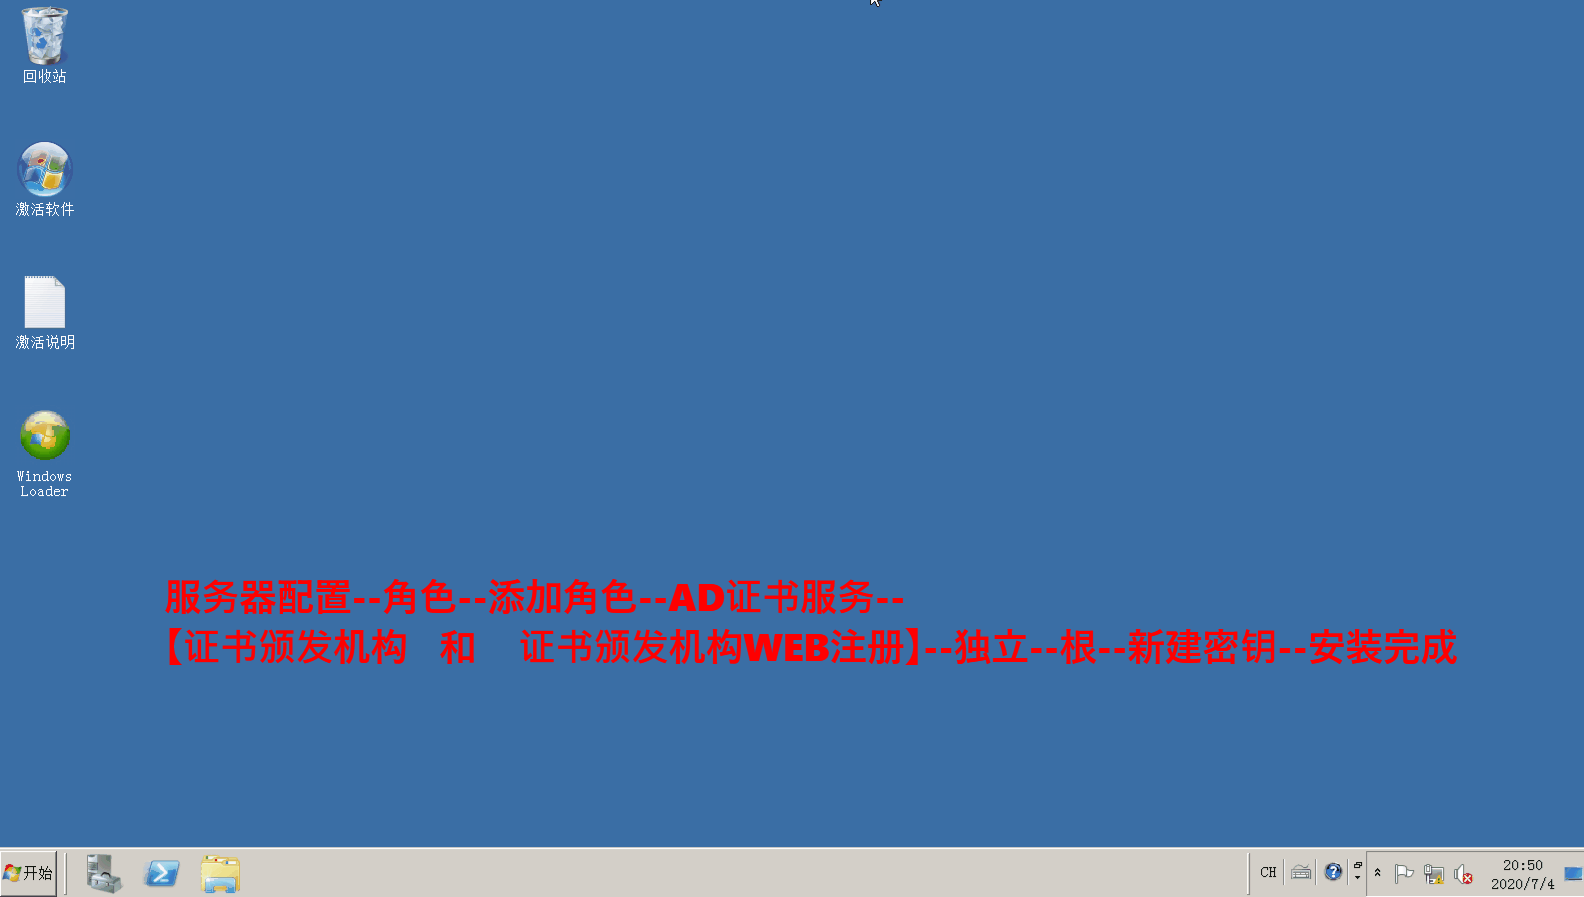 回收站
激活软件
激活说明
Windows
Loader
服务器配置--角色--添加角色--AD证书服务--
【证书颁发机构 和 证书颁发机构WEB注册】--独立--根--新建密钥--安装完成
开始
CH
20:50
2020/7/4